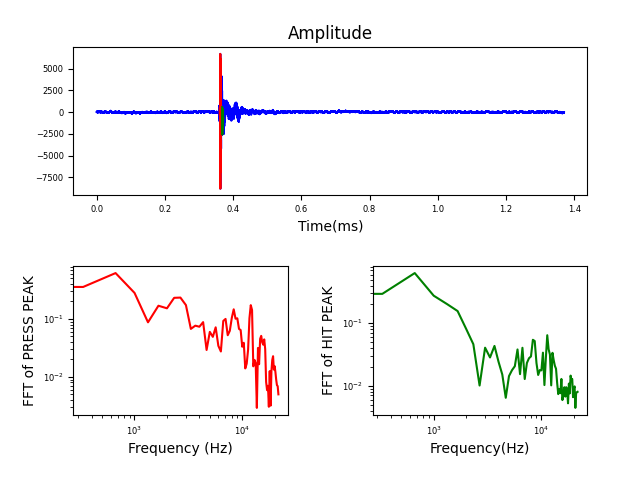 Amplitude
5000
2500
0
−2500
−5000
−7500
0.0 0.2 0.4 0.6 0.8 1.0 1.2 1.4
Time(ms)
FFT of PRESS PEAK
10⁻¹
10⁻²
10³ 10⁴
Frequency (Hz)
FFT of HIT PEAK
10⁻¹
10⁻²
10³ 10⁴
Frequency(Hz)